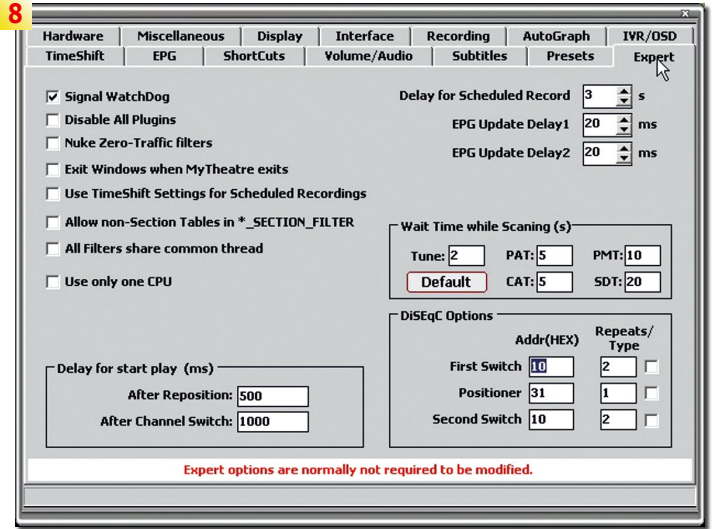 8
x
Hardware Miscellaneous Display Interface Recording AutoGraph IVR/OSD
TimeShift EPG ShortCuts Volume/Audio Subtitles Presets Expert
Signal WatchDog
Disable All Plugins
Nuke Zero-Traffic filters
Exit Windows when MyTheatre exits
Use TimeShift Settings for Scheduled Recordings
Allow non-Section Tables in *_SECTION_FILTER
All Filters share common thread
Use only one CPU
Delay for Scheduled Record 3 s
EPG Update Delay1 20 ms
EPG Update Delay2 20 ms
Wait Time while Scaning (s)
Tune: 2 PAT: 5 PMT: 10
Default CAT: 5 SDT: 20
DiSEqC Options
Addr(HEX) Repeats/
Type
First Switch 10 2
Positioner 31 1
Second Switch 10 2
Delay for start play (ms)
After Reposition: 500
After Channel Switch: 1000
Expert options are normally not required to be modified.